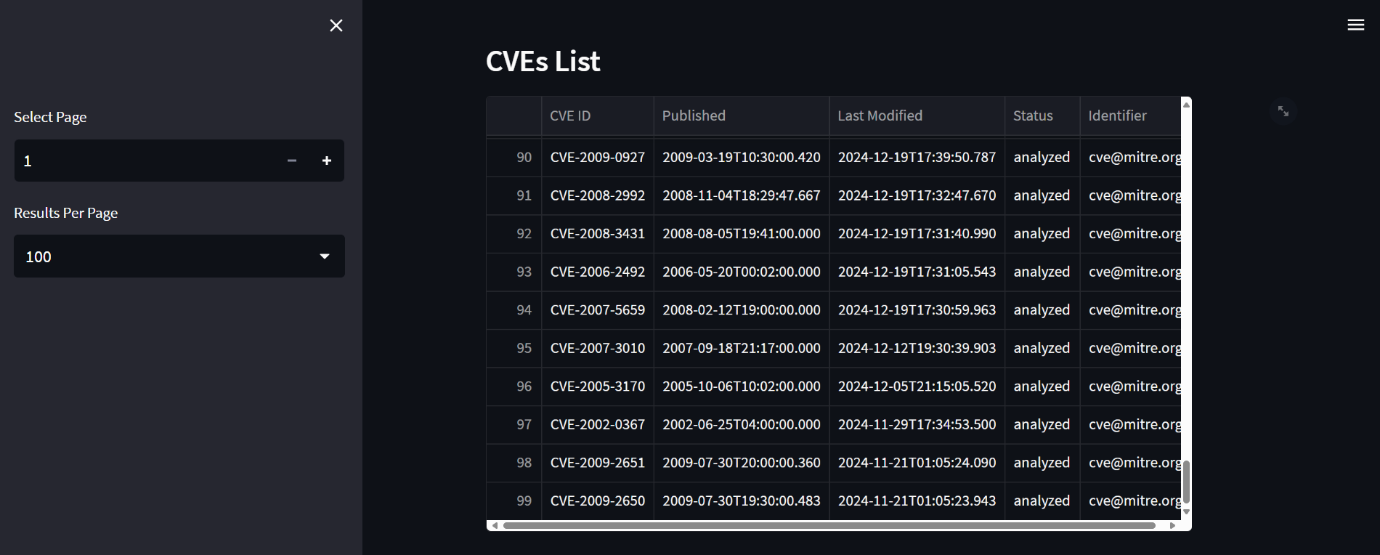 CVEs List
Select Page
1
Results Per Page
100
CVE ID Published Last Modified Status Identifier
90 CVE-2009-0927 2009-03-19T10:30:00.420 2024-12-19T17:39:50.787 analyzed cve@mitre.org
91 CVE-2008-2992 2008-11-04T18:29:47.667 2024-12-19T17:32:47.670 analyzed cve@mitre.org
92 CVE-2008-3431 2008-08-05T19:41:00.000 2024-12-19T17:31:40.990 analyzed cve@mitre.org
93 CVE-2006-2492 2006-05-20T00:02:00.000 2024-12-19T17:31:05.543 analyzed cve@mitre.org
94 CVE-2007-5659 2008-02-12T19:00:00.000 2024-12-19T17:30:59.963 analyzed cve@mitre.org
95 CVE-2007-3010 2007-09-18T21:17:00.000 2024-12-12T19:30:39.903 analyzed cve@mitre.org
96 CVE-2005-3170 2005-10-06T10:02:00.000 2024-12-05T21:15:05.520 analyzed cve@mitre.org
97 CVE-2002-0367 2002-06-25T04:00:00.000 2024-11-29T17:34:53.500 analyzed cve@mitre.org
98 CVE-2009-2651 2009-07-30T20:00:00.360 2024-11-21T01:05:24.090 analyzed cve@mitre.org
99 CVE-2009-2650 2009-07-30T19:30:00.483 2024-11-21T01:05:23.943 analyzed cve@mitre.org